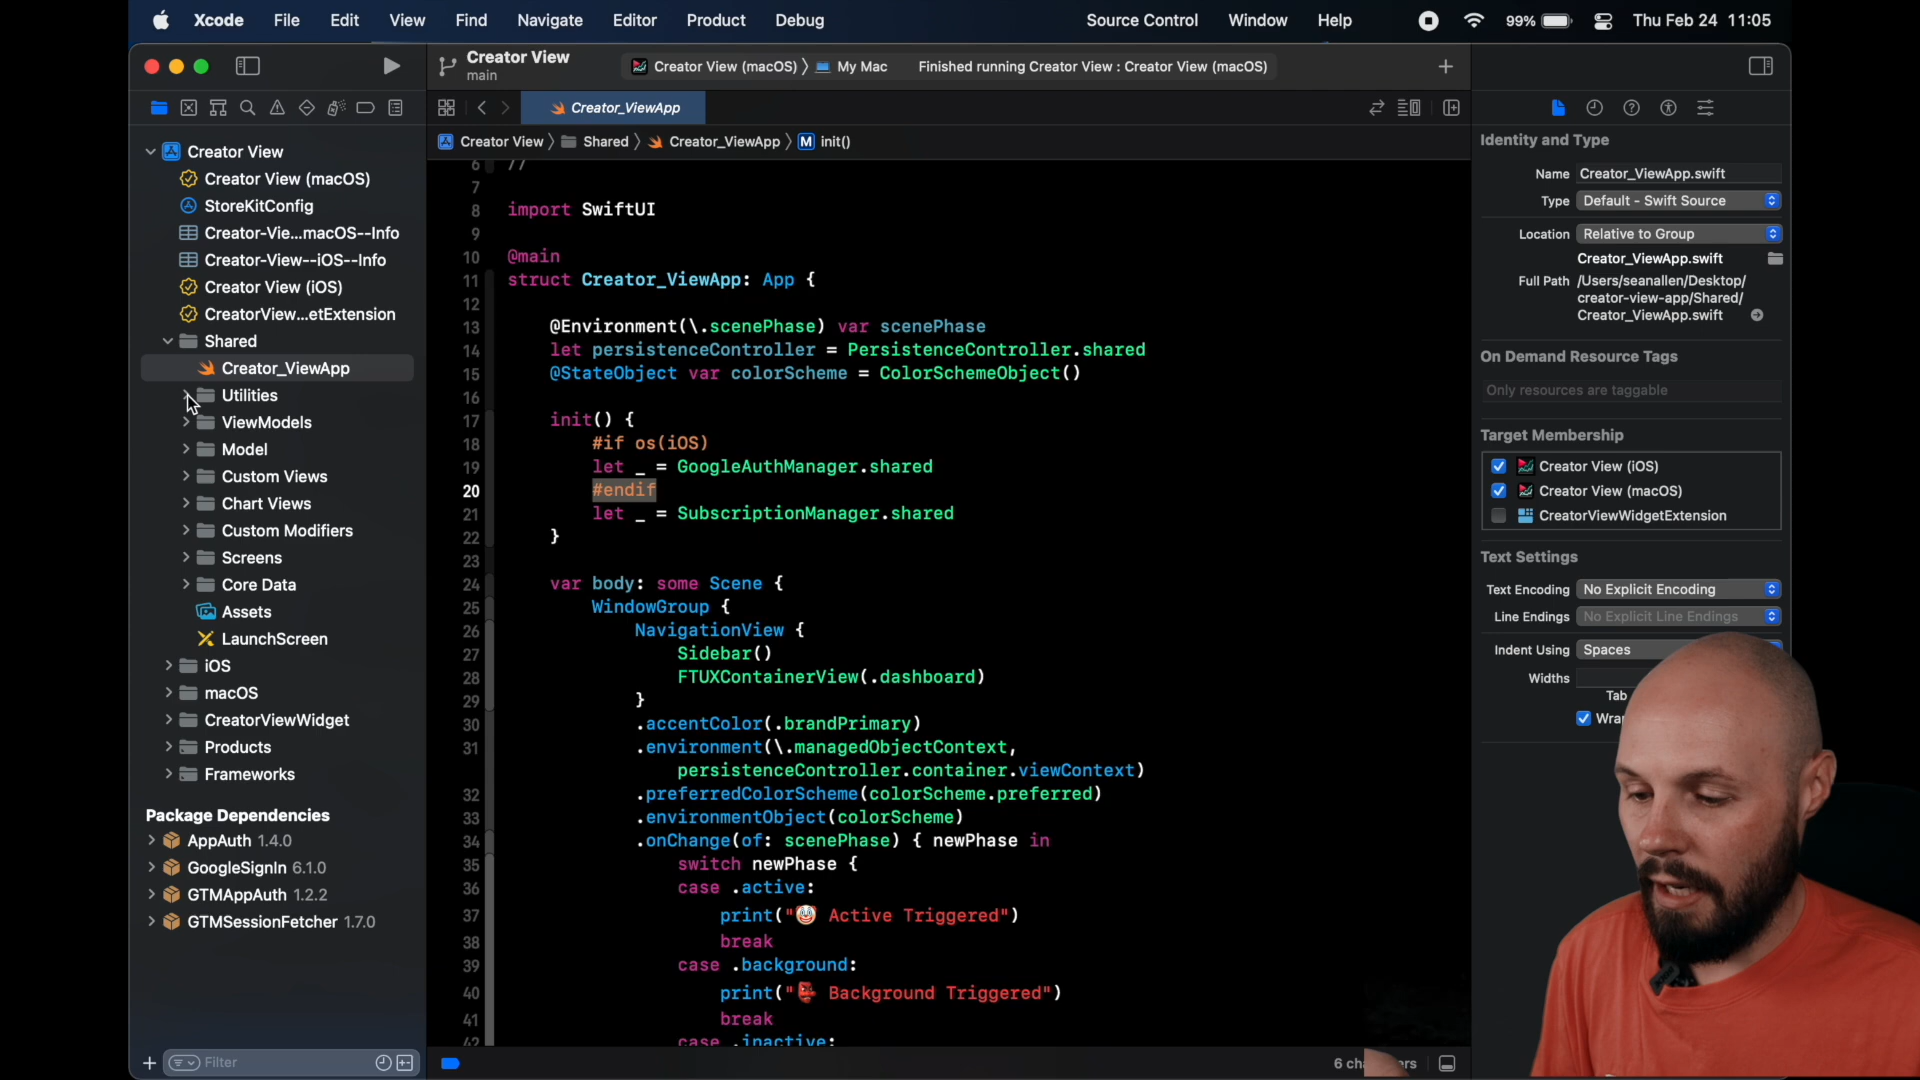 Xcode File Edit View Find Navigate Editor Product Debug Source Control Window Help 99% Thu Feb 24 11:05
Creator View
main
Creator View (macOS) 〉 My Mac Finished running Creator View : Creator View (macOS)
Creator_ViewApp
Creator View 〉 Shared 〉 Creator_ViewApp 〉 M init()
Creator View
Creator View (macOS)
StoreKitConfig
Creator-Vie...macOS--Info
Creator-View--iOS--Info
Creator View (iOS)
CreatorView...etExtension
Shared
Creator_ViewApp
Utilities
ViewModels
Model
Custom Views
Chart Views
Custom Modifiers
Screens
Core Data
Assets
LaunchScreen
iOS
macOS
CreatorViewWidget
Products
Frameworks
Package Dependencies
AppAuth 1.4.0
GoogleSignIn 6.1.0
GTMAppAuth 1.2.2
GTMSessionFetcher 1.7.0
Filter
6 //
7
8 import SwiftUI
9
10 @main
11 struct Creator_ViewApp: App {
12
13 @Environment(\.scenePhase) var scenePhase
14 let persistenceController = PersistenceController.shared
15 @StateObject var colorScheme = ColorSchemeObject()
16
17 init() {
18 #if os(iOS)
19 let _ = GoogleAuthManager.shared
20 #endif
21 let _ = SubscriptionManager.shared
22 }
23
24 var body: some Scene {
25 WindowGroup {
26 NavigationView {
27 Sidebar()
28 FTUXContainerView(.dashboard)
29 }
30 .accentColor(.brandPrimary)
31 .environment(\.managedObjectContext,
persistenceController.container.viewContext)
32 .preferredColorScheme(colorScheme.preferred)
33 .environmentObject(colorScheme)
34 .onChange(of: scenePhase) { newPhase in
35 switch newPhase {
36 case .active:
37 print("🤡 Active Triggered")
38 break
39 case .background:
40 print("👺 Background Triggered")
41 break
42 case .inactive:
Identity and Type
Name Creator_ViewApp.swift
Type Default - Swift Source
Location Relative to Group
Creator_ViewApp.swift
Full Path /Users/seanallen/Desktop/
creator-view-app/Shared/
Creator_ViewApp.swift
On Demand Resource Tags
Only resources are taggable
Target Membership
Creator View (iOS)
Creator View (macOS)
CreatorViewWidgetExtension
Text Settings
Text Encoding No Explicit Encoding
Line Endings No Explicit Line Endings
Indent Using Spaces
Widths
Tab